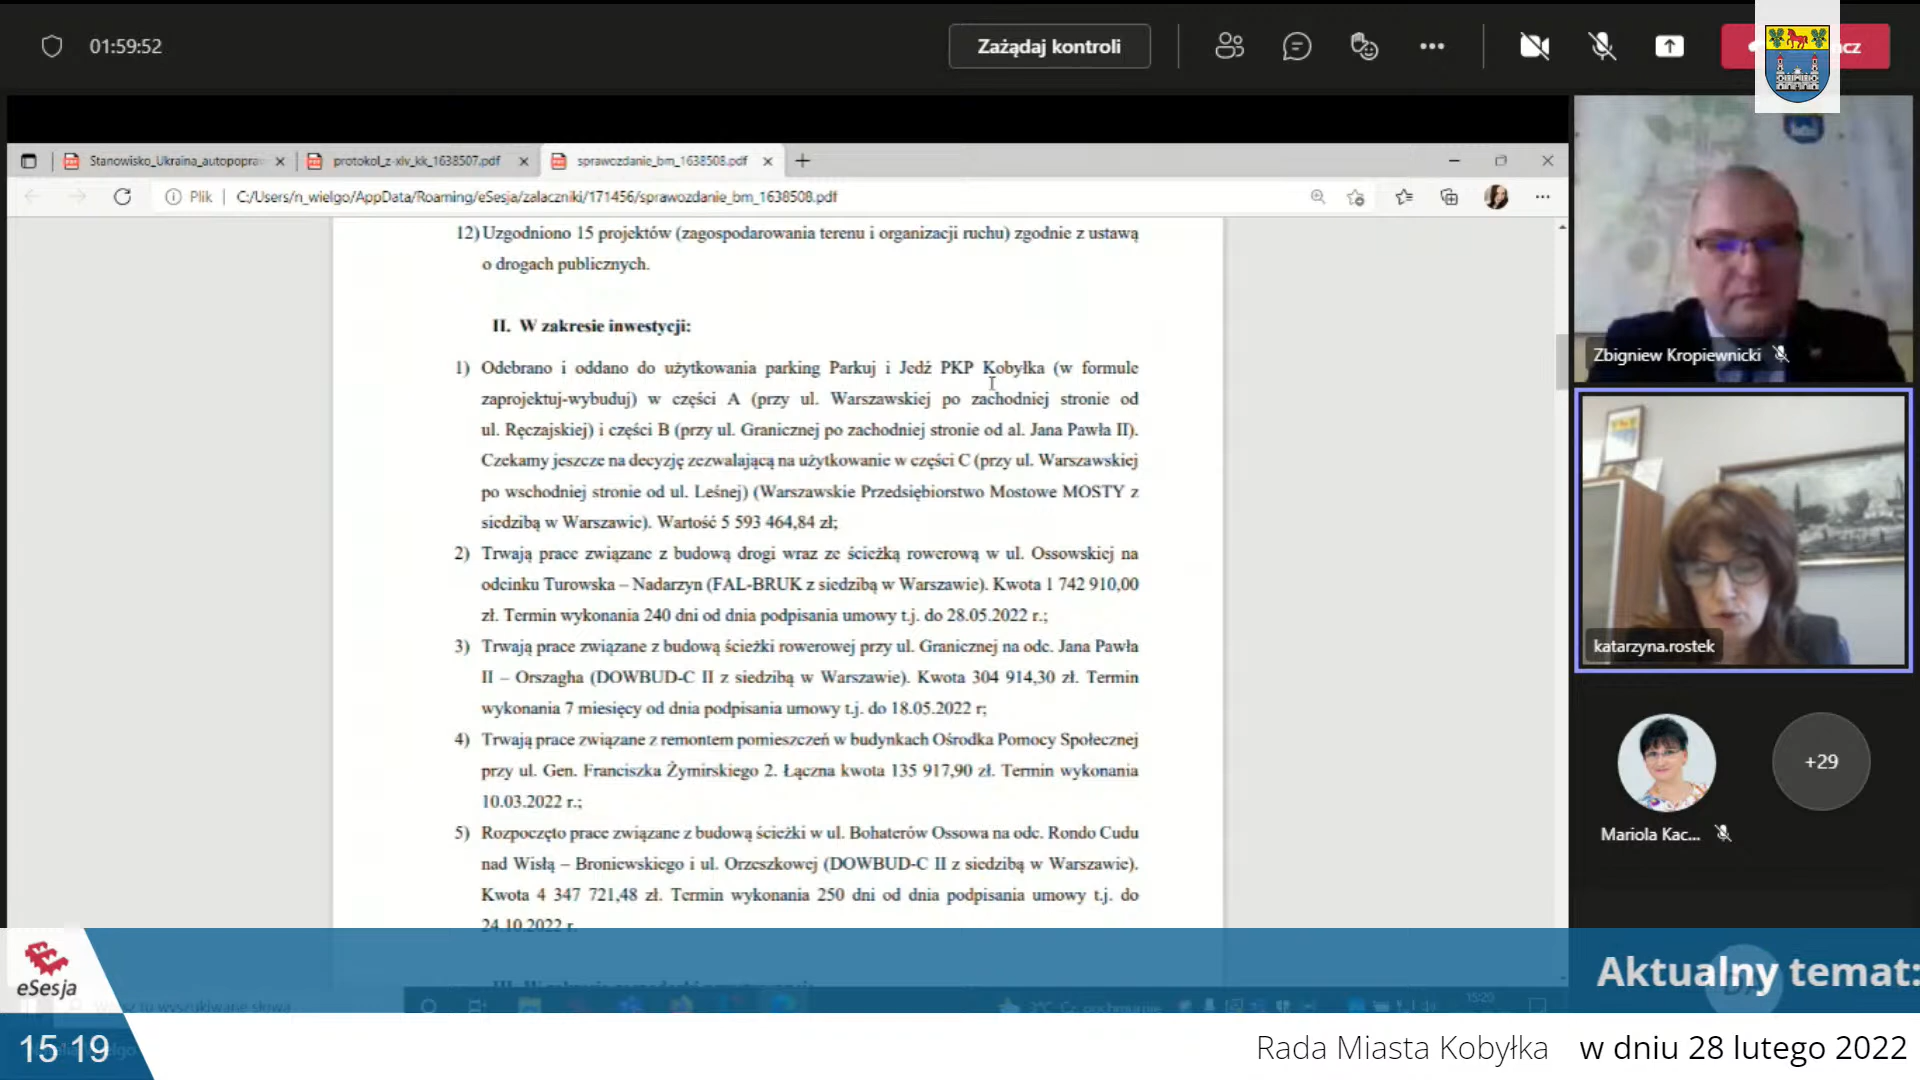 01:59:52
Zażądaj kontroli
cz
Stanowisko_Ukraina_autopopra
protokol_z-xiv_kk_1638507.pdf
sprawozdanie_bm_1638508.pdf
Plik
C:/Users/n_wielgo/AppData/Roaming/eSesja/zalaczniki/171456/sprawozdanie_bm_1638508.pdf
12) Uzgodniono 15 projektów (zagospodarowania terenu i organizacji ruchu) zgodnie z ustawą
o drogach publicznych.
II. W zakresie inwestycji:
1) Odebrano i oddano do użytkowania parking Parkuj i Jedź PKP Kobyłka (w formule
zaprojektuj-wybuduj) w części A (przy ul. Warszawskiej po zachodniej stronie od
ul. Ręczajskiej) i części B (przy ul. Granicznej po zachodniej stronie od al. Jana Pawła II).
Czekamy jeszcze na decyzję zezwalającą na użytkowanie w części C (przy ul. Warszawskiej
po wschodniej stronie od ul. Leśnej) (Warszawskie Przedsiębiorstwo Mostowe MOSTY z
siedzibą w Warszawie). Wartość 5 593 464,84 zł;
2) Trwają prace związane z budową drogi wraz ze ścieżką rowerową w ul. Ossowskiej na
odcinku Turowska – Nadarzyn (FAL-BRUK z siedzibą w Warszawie). Kwota 1 742 910,00
zł. Termin wykonania 240 dni od dnia podpisania umowy t.j. do 28.05.2022 r.;
3) Trwają prace związane z budową ścieżki rowerowej przy ul. Granicznej na odc. Jana Pawła
II – Orszagha (DOWBUD-C II z siedzibą w Warszawie). Kwota 304 914,30 zł. Termin
wykonania 7 miesięcy od dnia podpisania umowy t.j. do 18.05.2022 r;
4) Trwają prace związane z remontem pomieszczeń w budynkach Ośrodka Pomocy Społecznej
przy ul. Gen. Franciszka Żymirskiego 2. Łączna kwota 135 917,90 zł. Termin wykonania
10.03.2022 r.;
5) Rozpoczęto prace związane z budową ścieżki w ul. Bohaterów Ossowa na odc. Rondo Cudu
nad Wisłą – Broniewskiego i ul. Orzeszkowej (DOWBUD-C II z siedzibą w Warszawie).
Kwota 4 347 721,48 zł. Termin wykonania 250 dni od dnia podpisania umowy t.j. do
24.10.2022 r.
Zbigniew Kropiewnicki
katarzyna.rostek
Mariola Kac...
+29
eSesja
Aktualny temat:
15:20
15 19
Rada Miasta Kobyłka w dniu 28 lutego 2022